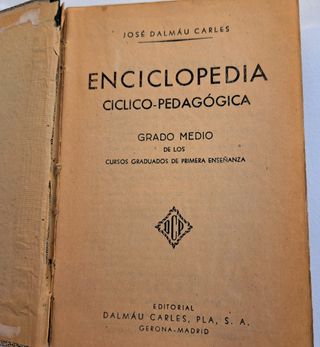 JOSÉ DALMÁU CARLES
ENCICLOPEDIA
CICLICO-PEDAGÓGICA
GRADO MEDIO
DE LOS
CURSOS GRADUADOS DE PRIMERA ENSEÑANZA
DCP
EDITORIAL
DALMÁU CARLES, PLA, S. A.
GERONA-MADRID